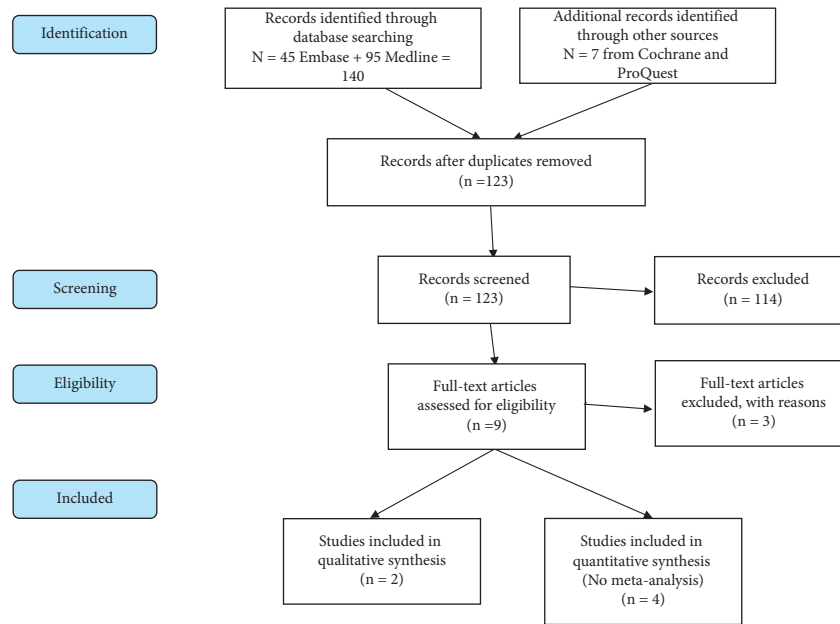 Identification
Records identified through
database searching
N = 45 Embase + 95 Medline =
140
Additional records identified
through other sources
N = 7 from Cochrane and
ProQuest
Records after duplicates removed
(n =123)
Screening
Records screened
(n = 123)
Records excluded
(n = 114)
Eligibility
Full-text articles
assessed for eligibility
(n =9)
Full-text articles
excluded, with reasons
(n = 3)
Included
Studies included in
qualitative synthesis
(n = 2)
Studies included in
quantitative synthesis
(No meta-analysis)
n = 4)